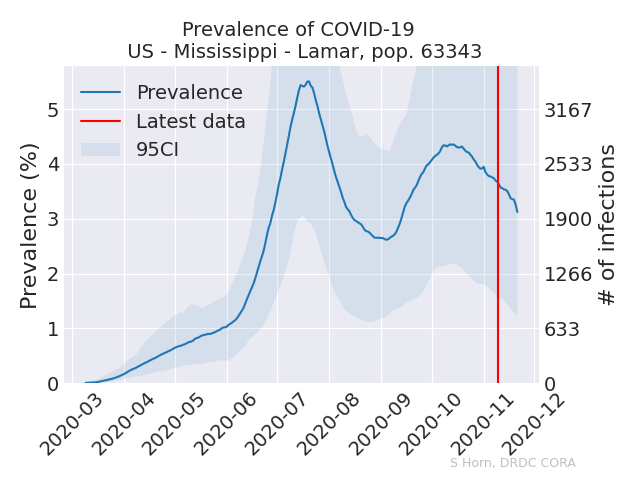 Prevalence of COVID-19
US - Mississippi - Lamar, pop. 63343
Prevalence
Latest data
95CI
Prevalence (%)
5
4
3
2
1
0
3167
2533
1900
1266
633
0
# of infections
2020-03
2020-04
2020-05
2020-06
2020-07
2020-08
2020-09
2020-10
2020-11
2020-12
S Horn, DRDC CORA